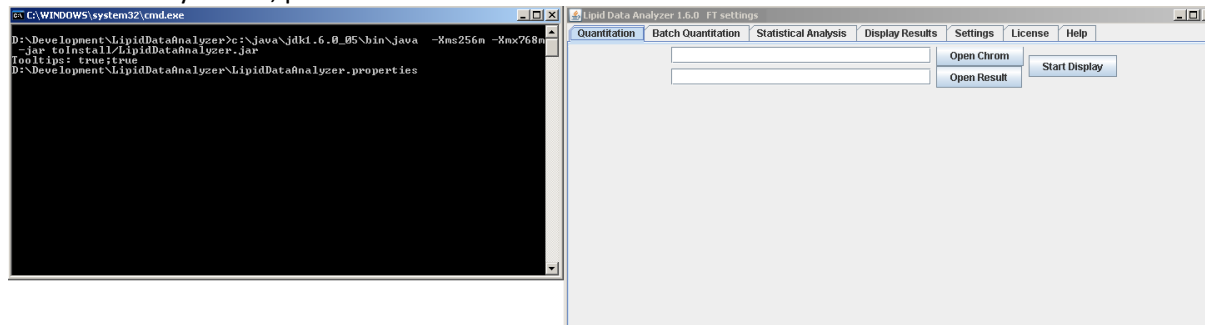 C:\WINDOWS\system32\cmd.exe
D:\Development\LipidDataAnalyzer>c:\java\jdk1.6.0_05\bin\java -Xms256m -Xmx768m
-jar toInstall/LipidDataAnalyzer.jar
Tooltips: true;true
D:\Development\LipidDataAnalyzer\LipidDataAnalyzer.properties
Lipid Data Analyzer 1.6.0 FT settings
Quantitation Batch Quantitation Statistical Analysis Display Results Settings License Help
Open Chrom
Start Display
Open Result